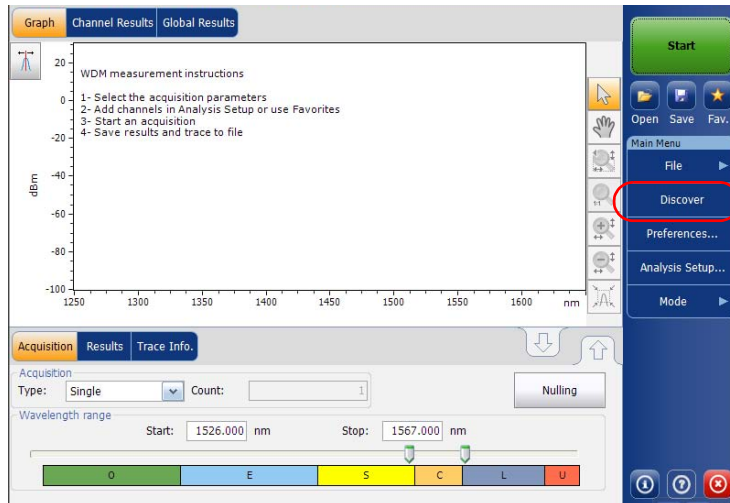 Graph Channel Results Global Results
Start
20
WDM measurement instructions
0
1- Select the acquisition parameters
2- Add channels in Analysis Setup or use Favorites
3- Start an acquisition
4- Save results and trace to file
-20
-40
-60
-80
-100
dBm
1250 1300 1350 1400 1450 1500 1550 1600 nm
1:1
Open Save Fav.
Main Menu
File
Discover
Preferences...
Analysis Setup...
Mode
Acquisition Results Trace Info.
Acquisition
Type: Single Count: 1 Nulling
Wavelength range
Start: 1526.000 nm Stop: 1567.000 nm
O E S C L U